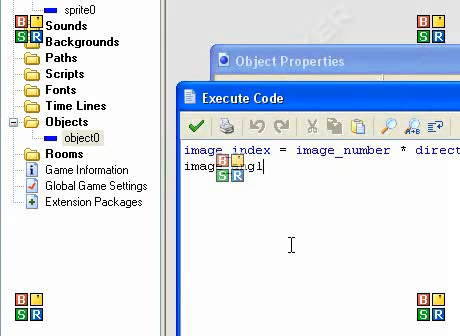 sprite0
Sounds
Backgrounds
Paths
Scripts
Fonts
Time Lines
Objects
object0
Rooms
Game Information
Global Game Settings
Extension Packages
Object Properties
Execute Code
image_index = image_number * direct
B
S R
B
S R
B
S R
B
S R
B
S R